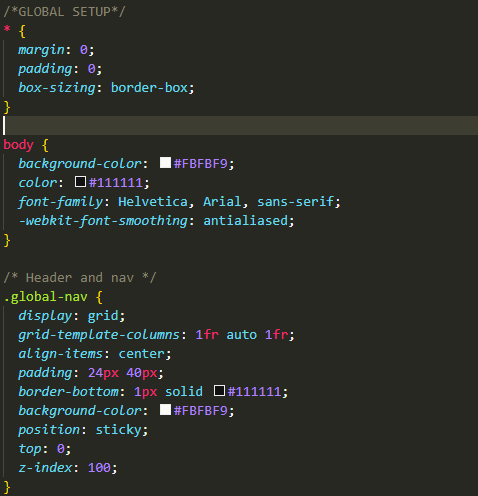 /*GLOBAL SETUP*/
* {
  margin: 0;
  padding: 0;
  box-sizing: border-box;
}

body {
  background-color: #FBFBF9;
  color: #111111;
  font-family: Helvetica, Arial, sans-serif;
  -webkit-font-smoothing: antialiased;
}

/* Header and nav */
.global-nav {
  display: grid;
  grid-template-columns: 1fr auto 1fr;
  align-items: center;
  padding: 24px 40px;
  border-bottom: 1px solid #111111;
  background-color: #FBFBF9;
  position: sticky;
  top: 0;
  z-index: 100;
}